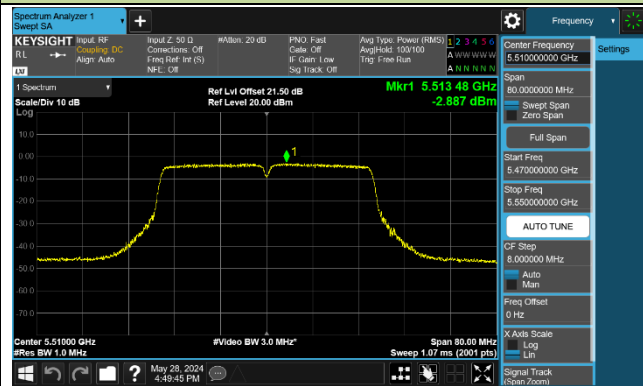 Spectrum Analyzer 1
Swept SA
Frequency
KEYSIGHT
RL
LXI
Input: RF
Coupling: DC
Align: Auto
Input Z: 50 Ω
Corrections: Off
Freq Ref: Int (S)
NFE: Off
#Atten: 20 dB
PNO: Fast
Gate: Off
IF Gain: Low
Sig Track: Off
Avg Type: Power (RMS)
Avg|Hold: 100/100
Trig: Free Run
1 2 3 4 5 6
A W W W W W
A N N N N N
1 Spectrum
Scale/Div 10 dB
Log
Ref Lvl Offset 21.50 dB
Ref Level 20.00 dBm
Mkr1 5.513 48 GHz
-2.887 dBm
10.0
0.00
-10.0
-20.0
-30.0
-40.0
-50.0
-60.0
-70.0
1
Center 5.51000 GHz
#Res BW 1.0 MHz
#Video BW 3.0 MHz*
Span 80.00 MHz
Sweep 1.07 ms (2001 pts)
May 28, 2024
4:49:45 PM
Center Frequency
5.510000000 GHz
Span
80.0000000 MHz
Swept Span
Zero Span
Full Span
Start Freq
5.470000000 GHz
Stop Freq
5.550000000 GHz
AUTO TUNE
CF Step
8.000000 MHz
Auto
Man
Freq Offset
0 Hz
X Axis Scale
Log
Lin
Signal Track
(Span Zoom)
Settings